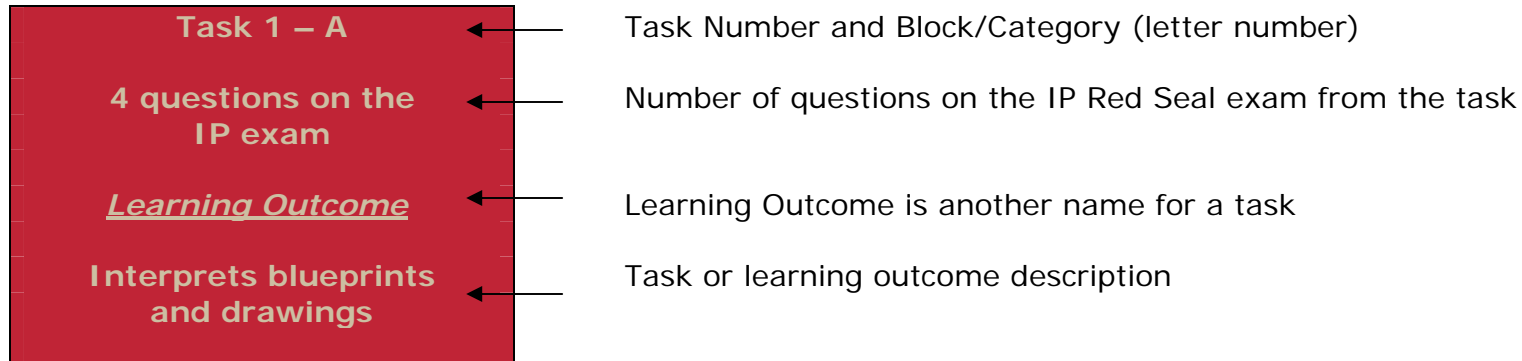 Task 1 – A
Task Number and Block/Category (letter number)
4 questions on the
IP exam
Number of questions on the IP Red Seal exam from the task
Learning Outcome
Learning Outcome is another name for a task
Interprets blueprints
and drawings
Task or learning outcome description